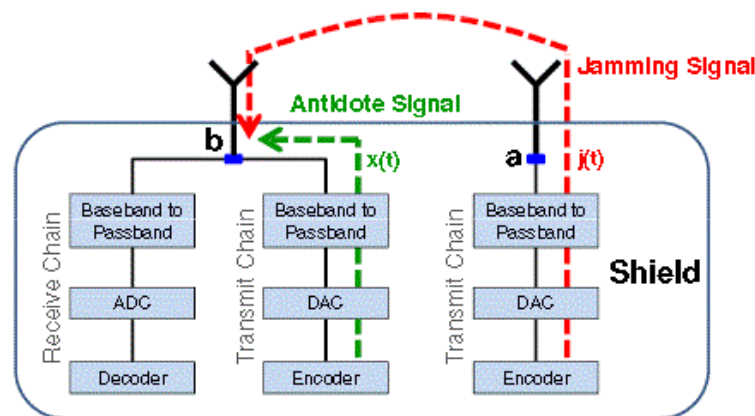 Jamming Signal
Antidote Signal
b
x(t)
a
j(t)
Receive Chain
Baseband to
Passband
ADC
Decoder
Transmit Chain
Baseband to
Passband
DAC
Encoder
Transmit Chain
Baseband to
Passband
DAC
Encoder
Shield